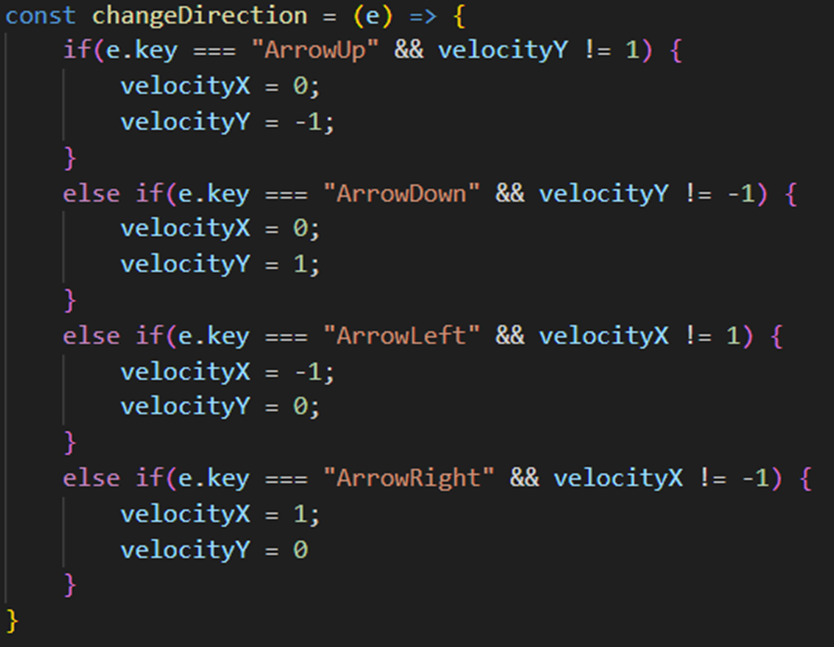 const changeDirection = (e) => {
    if(e.key === "ArrowUp" && velocityY != 1) {
        velocityX = 0;
        velocityY = -1;
    }
    else if(e.key === "ArrowDown" && velocityY != -1) {
        velocityX = 0;
        velocityY = 1;
    }
    else if(e.key === "ArrowLeft" && velocityX != 1) {
        velocityX = -1;
        velocityY = 0;
    }
    else if(e.key === "ArrowRight" && velocityX != -1) {
        velocityX = 1;
        velocityY = 0
    }
}